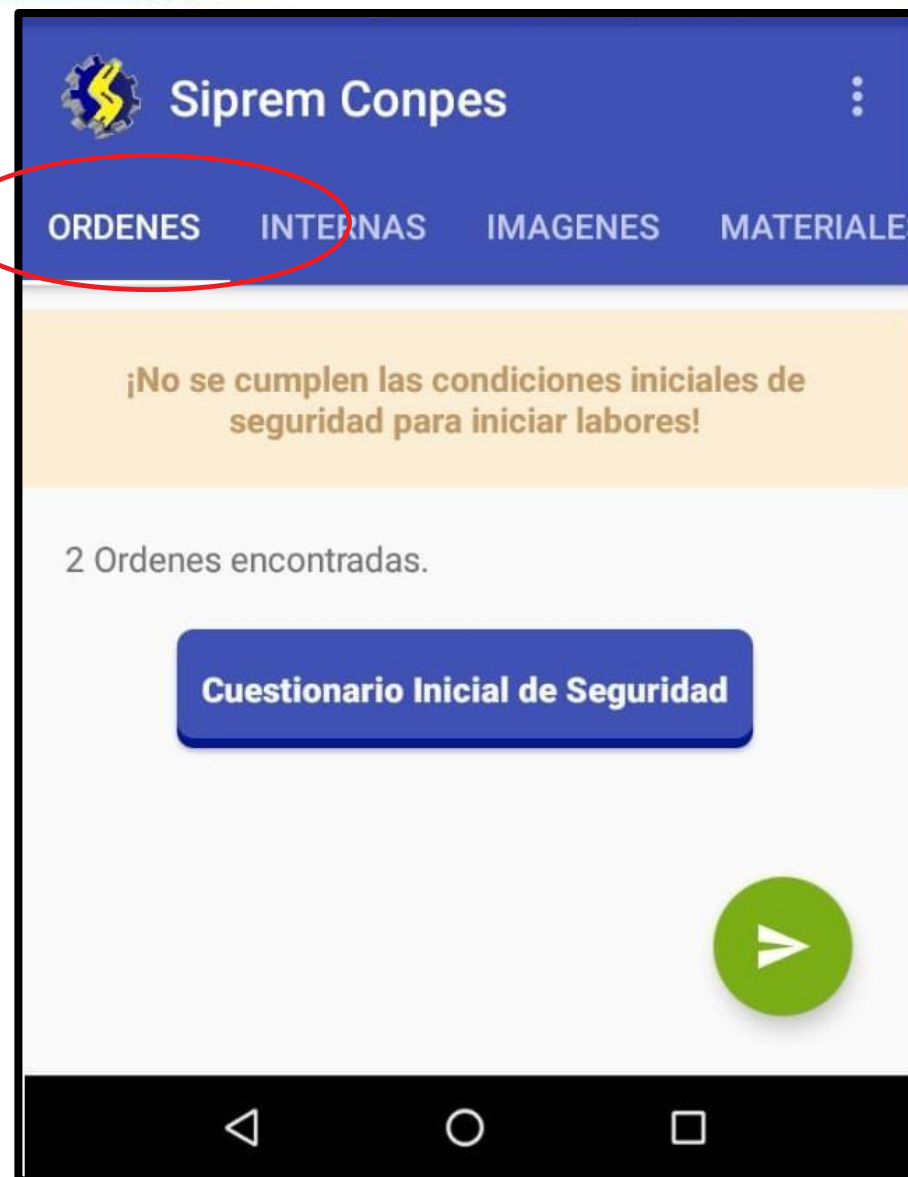 Siprem Conpes
ORDENES INTERNAS IMAGENES MATERIALES
¡No se cumplen las condiciones iniciales de
seguridad para iniciar labores!
2 Ordenes encontradas.
Cuestionario Inicial de Seguridad